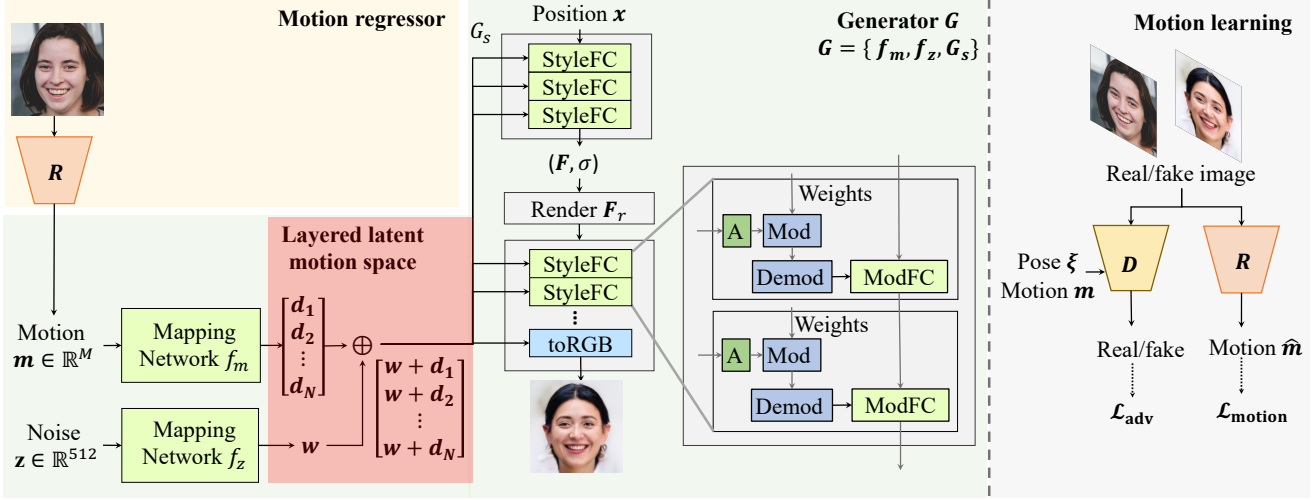 Motion regressor
R
Motion
m ∈ ℝ^M
Mapping
Network f_m
Noise
z ∈ ℝ^512
Mapping
Network f_z
Layered latent
motion space
d_1
d_2
⋮
d_N
⊕
w
w + d_1
w + d_2
⋮
w + d_N
G_s
Position x
StyleFC
StyleFC
StyleFC
(F, σ)
Render F_r
StyleFC
StyleFC
⋮
toRGB
Generator G
G = {f_m, f_z, G_s}
Weights
A
Mod
Demod
ModFC
Weights
A
Mod
Demod
ModFC
Motion learning
Real/fake image
Pose ξ
Motion m
D
R
Real/fake
Motion m̂
ℒ_adv
ℒ_motion